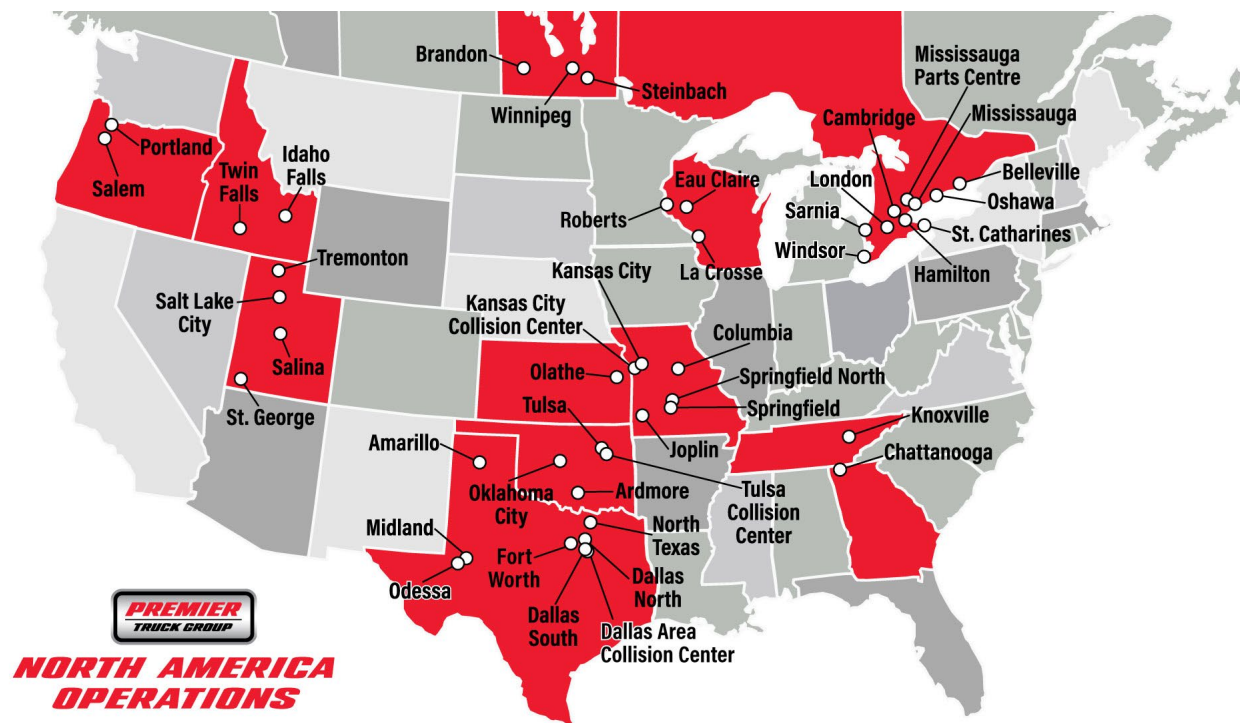 Brandon
Winnipeg
Steinbach
Mississauga
Parts Centre
Mississauga
Cambridge
Portland
Salem
Twin
Falls
Idaho
Falls
Eau Claire
Roberts
La Crosse
London
Sarnia
Windsor
Belleville
Oshawa
St. Catharines
Hamilton
Tremonton
Salt Lake
City
Salina
St. George
Kansas City
Kansas City
Collision Center
Columbia
Olathe
Springfield North
Springfield
Joplin
Tulsa
Knoxville
Chattanooga
Amarillo
Oklahoma
City
Ardmore
Tulsa
Collision
Center
Midland
Odessa
Fort
Worth
North
Texas
Dallas
North
Dallas
South
Dallas Area
Collision Center
PREMIER
TRUCK GROUP
NORTH AMERICA
OPERATIONS